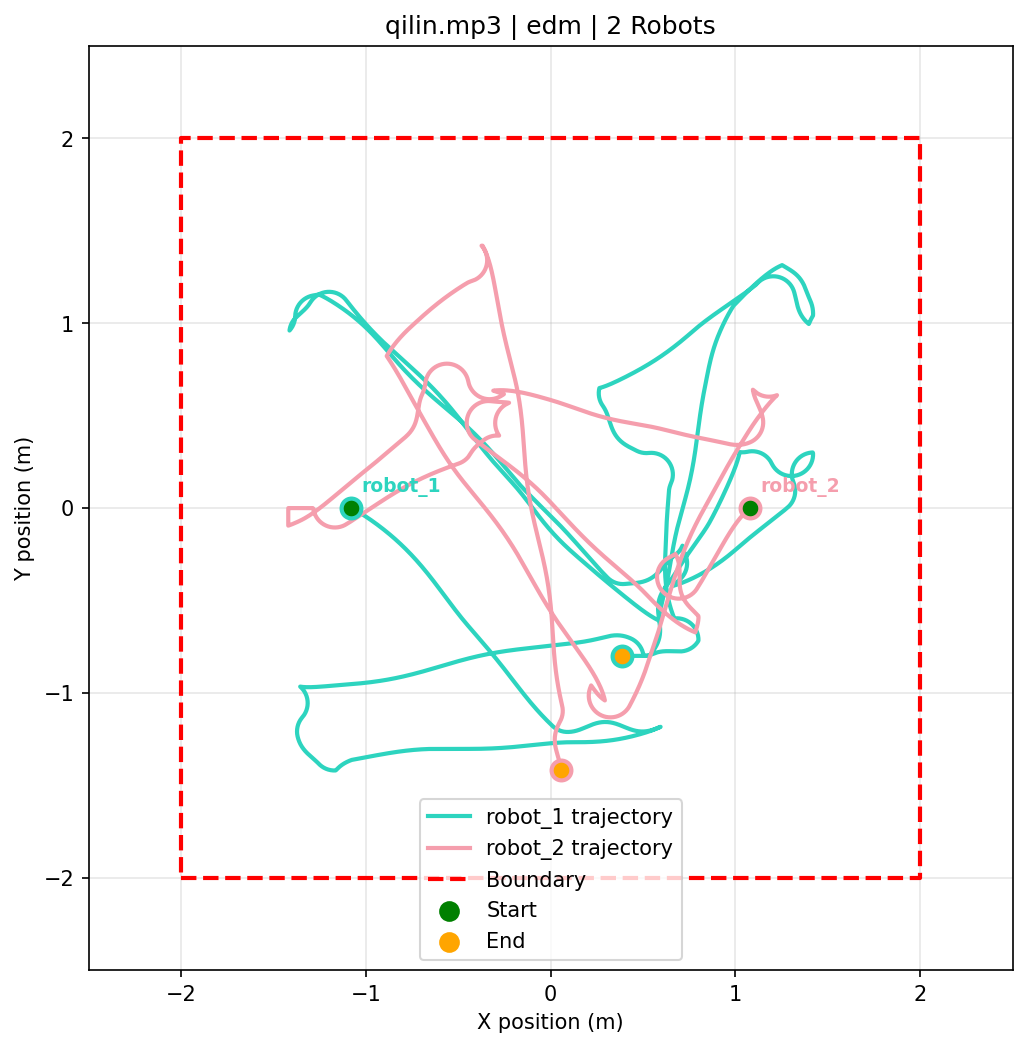 qilin.mp3 | edm | 2 Robots
Y position (m)
2
1
0
−1
−2
robot_1
robot_2
robot_1 trajectory
robot_2 trajectory
Boundary
Start
End
−2
−1
0
1
2
X position (m)